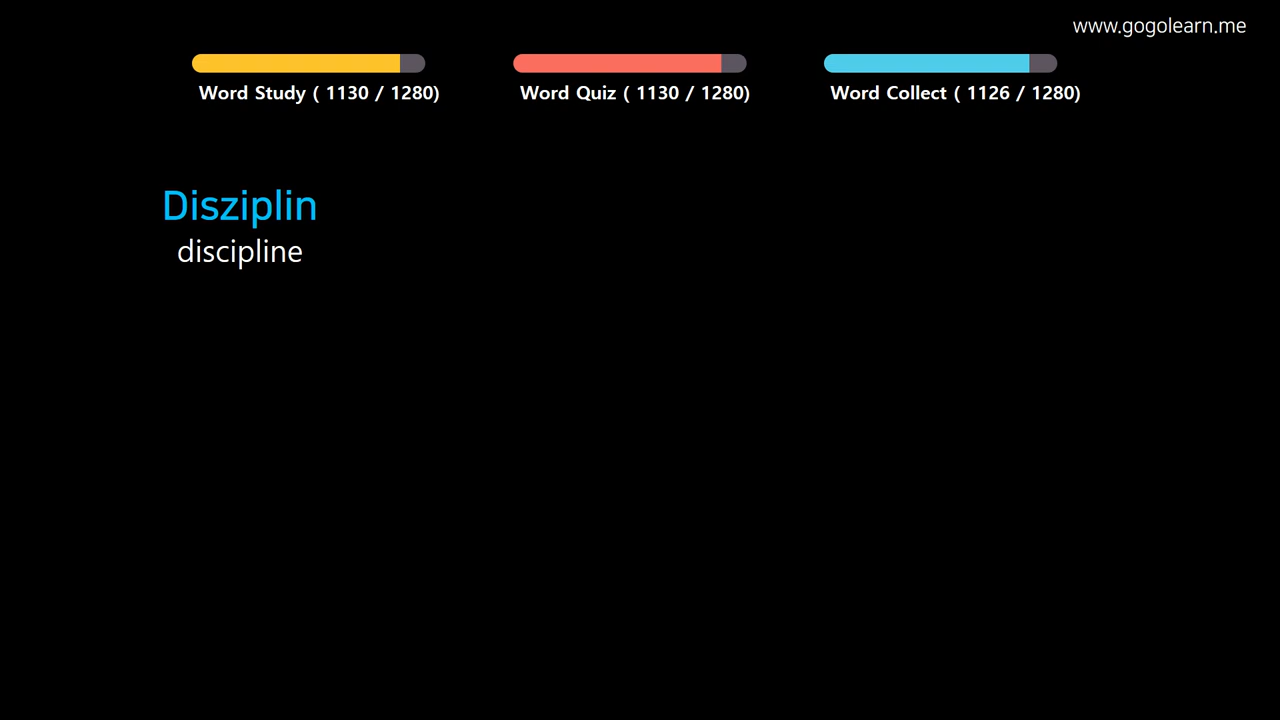 www.gogolearn.me
Word Study ( 1130 / 1280)
Word Quiz ( 1130 / 1280)
Word Collect ( 1126 / 1280)
Disziplin
discipline